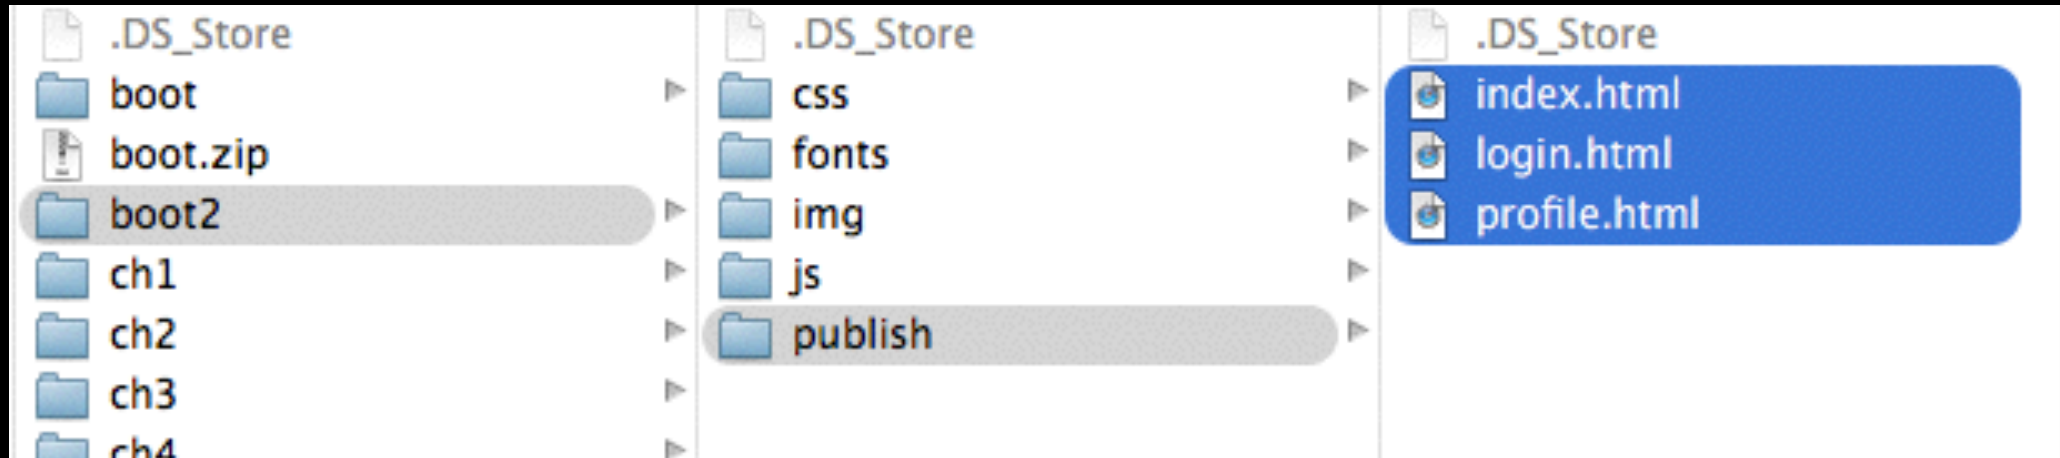 .DS_Store
boot
boot.zip
boot2
ch1
ch2
ch3
ch4
.DS_Store
css
fonts
img
js
publish
.DS_Store
index.html
login.html
profile.html